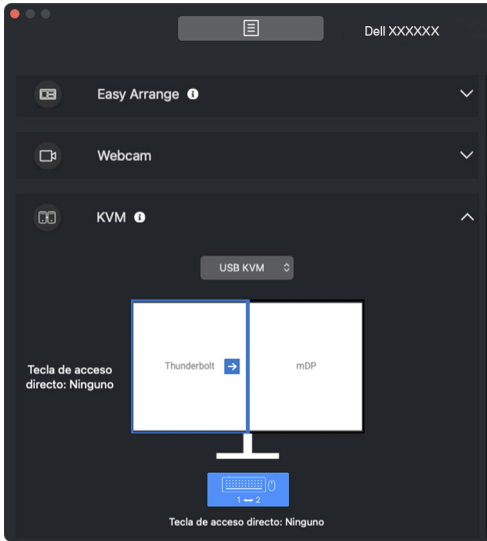 Dell XXXXXX
Easy Arrange
Webcam
KVM
USB KVM
Thunderbolt
mDP
Tecla de acceso
directo: Ninguno
1 ↔ 2
Tecla de acceso directo: Ninguno